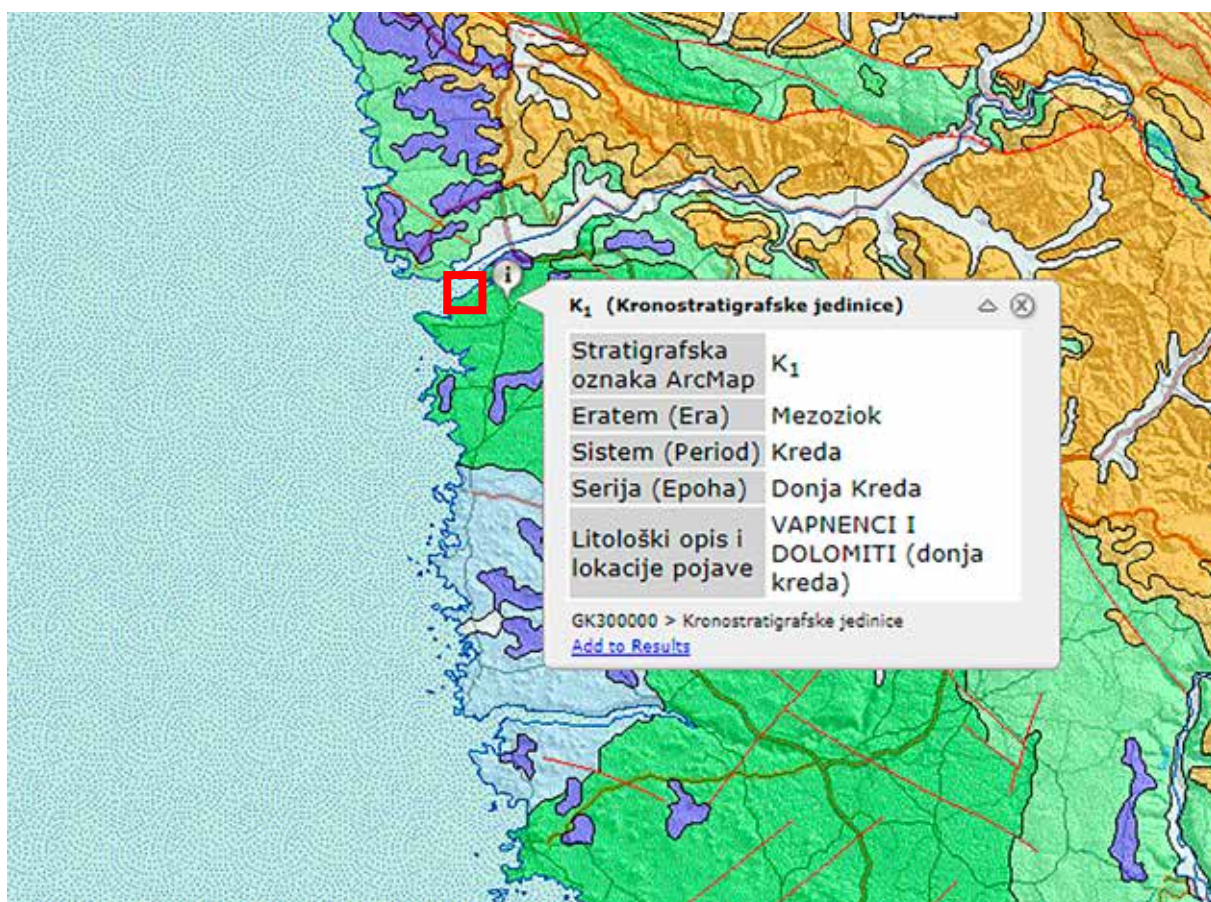 i
K1 (Kronostratigrafske jedinice)
Stratigrafska
oznaka ArcMap
K1
Eratem (Era)
Mezoziok
Sistem (Period)
Kreda
Serija (Epoha)
Donja Kreda
Litološki opis i
lokacije pojave
VAPNENCI I
DOLOMITI (donja
kreda)
GK300000 > Kronostratigrafske jedinice
Add to Results